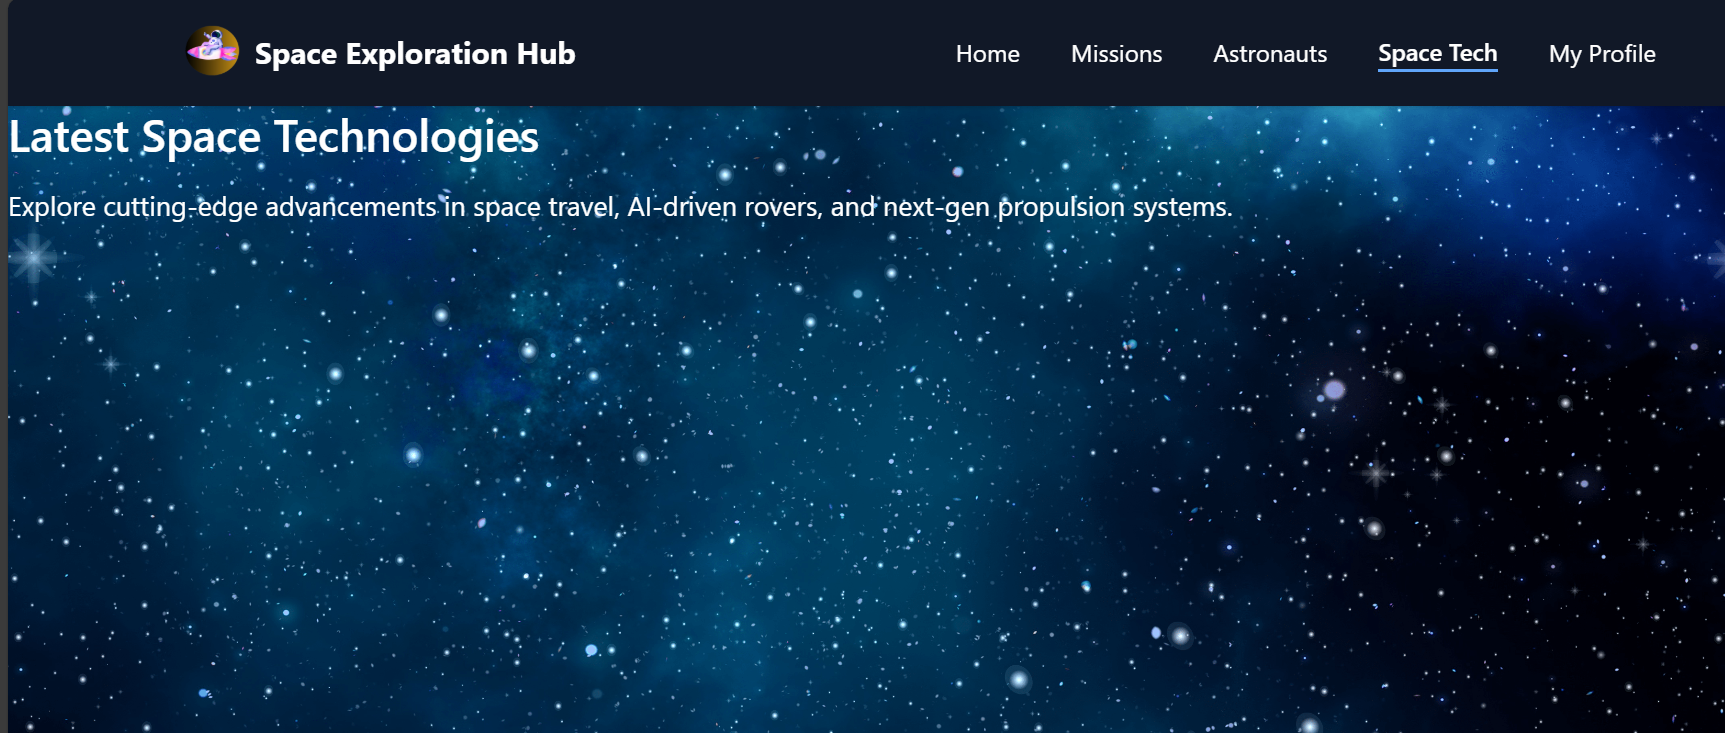 Space Exploration Hub
Home Missions Astronauts Space Tech My Profile
Latest Space Technologies
Explore cutting-edge advancements in space travel, AI-driven rovers, and next-gen propulsion systems.